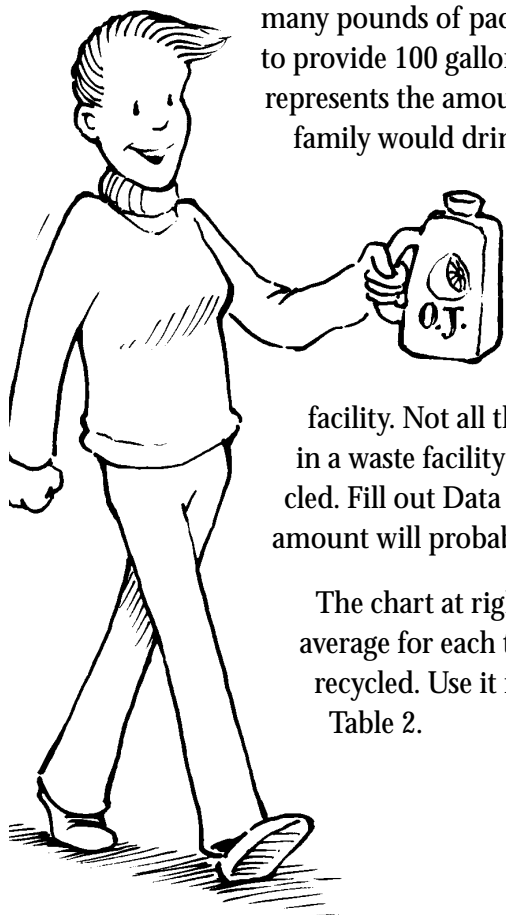 many pounds of pac
to provide 100 gallon
represents the amou
family would drin
O.J.
facility. Not all th
in a waste facility
cled. Fill out Data
amount will probab
The chart at righ
average for each t
recycled. Use it
Table 2.